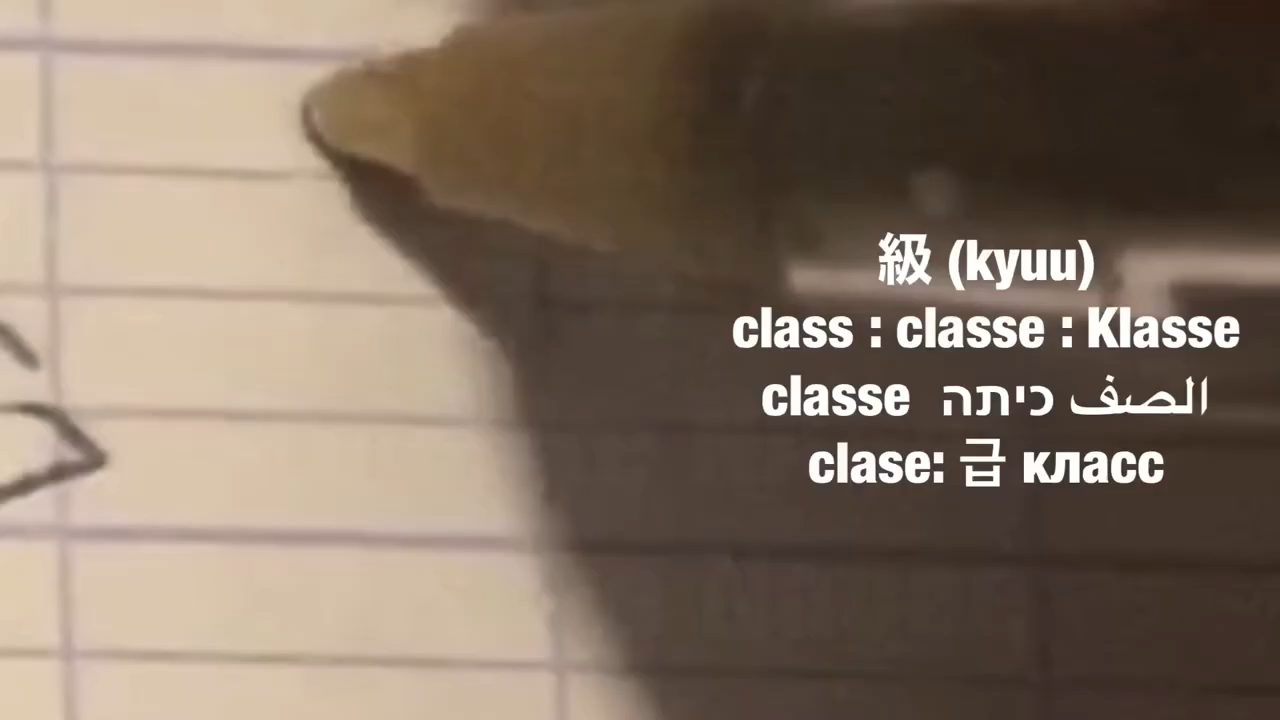 級 (kyuu)
class : classe : Klasse
classe כיתה الصف
clase: 급 класс